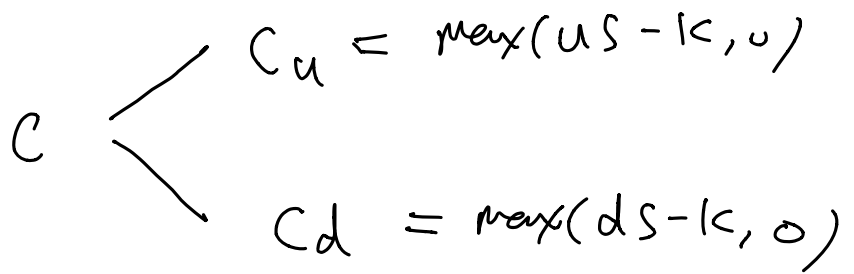 Cu = max(uS-K, 0)
C
Cd = max(dS-K, 0)